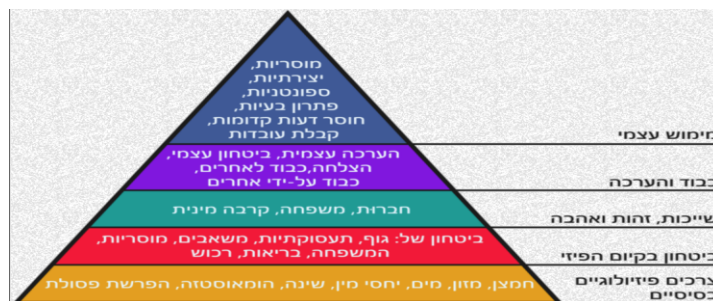 מוסריות,
יצירתיות,
ספונטניות,
פתרון בעיות,
חוסר דעות קדומות,
קבלת עובדות
מימוש עצמי
הערכה עצמית, ביטחון עצמי,
הצלחה,כבוד לאחרים,
כבוד על-ידי אחרים
כבוד והערכה
חברוּת, משפחה, קרבה מינית
שייכות, זהות ואהבה
ביטחון של: גוף, תעסוקתיות, משאבים, מוסריות,
המשפחה, בריאות, רכוש
ביטחון בקיום הפיזי
חמצן, מזון, מים, יחסי מין, שינה, הומאוסטזה, הפרשת פסולת
צרכים פיזיולוגיים
בסיסיים